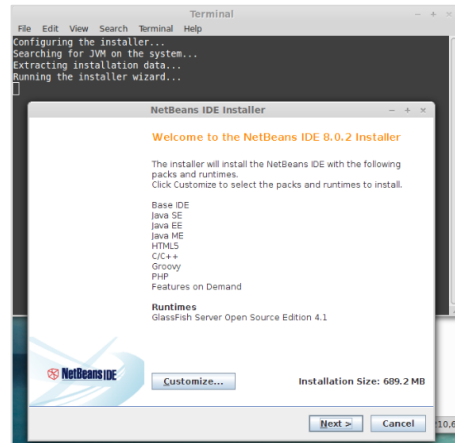 Terminal
File Edit View Search Terminal Help
Configuring the installer...
Searching for JVM on the system...
Extracting installation data...
Running the installer wizard...
NetBeans IDE Installer
Welcome to the NetBeans IDE 8.0.2 Installer
The installer will install the NetBeans IDE with the following
packs and runtimes.
Click Customize to select the packs and runtimes to install.
Base IDE
Java SE
Java EE
Java ME
HTML5
C/C++
Groovy
PHP
Features on Demand
Runtimes
GlassFish Server Open Source Edition 4.1
NetBeans IDE
Customize...
Installation Size: 689.2 MB
Next >
Cancel